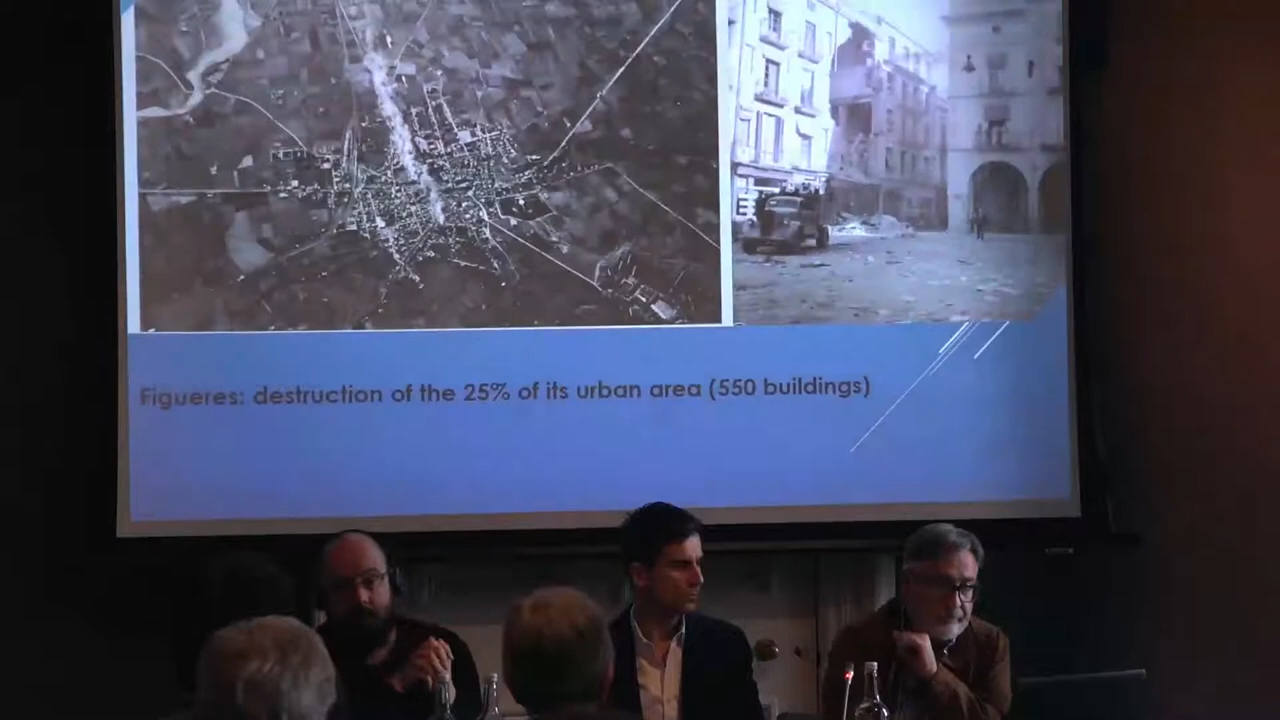 Figueres: destruction of the 25% of its urban area (550 buildings)